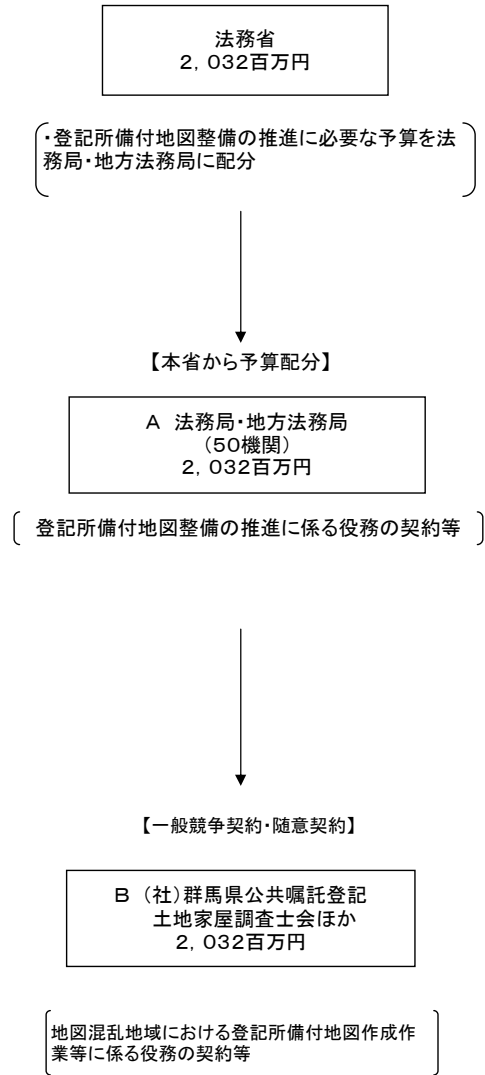 法務省
2，032百万円
・登記所備付地図整備の推進に必要な予算を法
務局・地方法務局に配分
【本省から予算配分】
A 法務局・地方法務局
（50機関）
2，032百万円
登記所備付地図整備の推進に係る役務の契約等
【一般競争契約・随意契約】
B （社）群馬県公共嘱託登記
土地家屋調査士会ほか
2，032百万円
地図混乱地域における登記所備付地図作成作
業等に係る役務の契約等